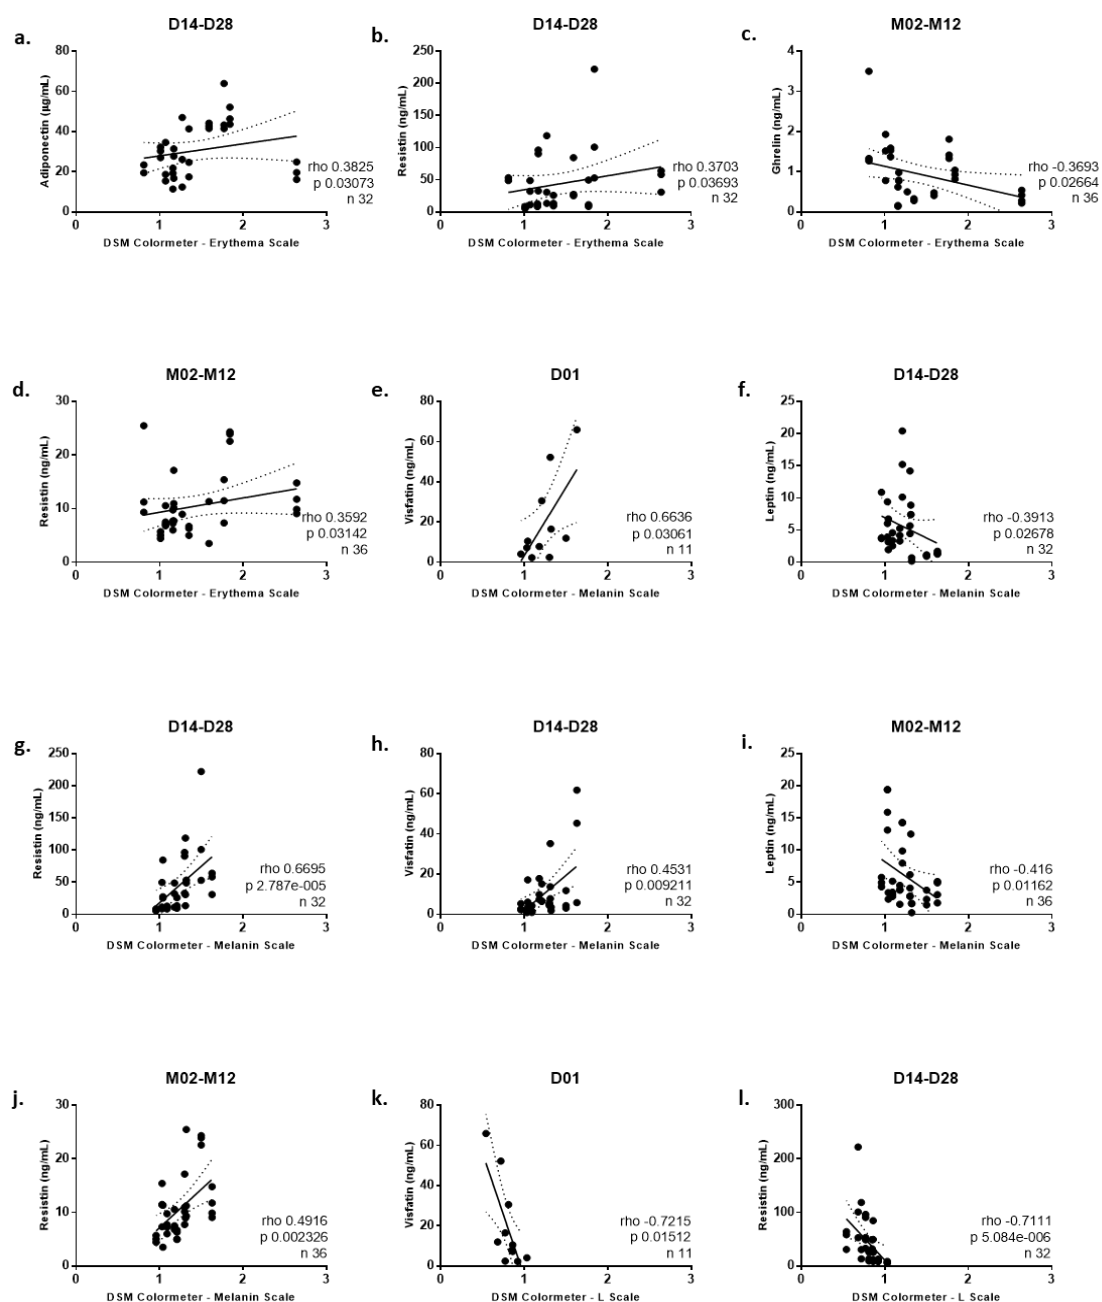 a.
D14-D28
Adiponectin (µg/mL)
80
60
40
20
0
0
1
2
3
rho 0.3825
p 0.03073
n 32
DSM Colormeter - Erythema Scale
b.
D14-D28
Resistin (ng/mL)
250
200
150
100
50
0
0
1
2
3
rho 0.3703
p 0.03693
n 32
DSM Colormeter - Erythema Scale
c.
M02-M12
Ghrelin (ng/mL)
4
3
2
1
0
0
1
2
3
rho -0.3693
p 0.02664
n 36
DSM Colormeter - Erythema Scale
d.
M02-M12
Resistin (ng/mL)
30
20
10
0
0
1
2
3
rho 0.3592
p 0.03142
n 36
DSM Colormeter - Erythema Scale
e.
D01
Visfatin (ng/mL)
80
60
40
20
0
0
1
2
3
rho 0.6636
p 0.03061
n 11
DSM Colormeter - Melanin Scale
f.
D14-D28
Leptin (ng/mL)
25
20
15
10
5
0
0
1
2
3
rho -0.3913
p 0.02678
n 32
DSM Colormeter - Melanin Scale
g.
D14-D28
Resistin (ng/mL)
250
200
150
100
50
0
0
1
2
3
rho 0.6695
p 2.787e-005
n 32
DSM Colormeter - Melanin Scale
h.
D14-D28
Visfatin (ng/mL)
80
60
40
20
0
0
1
2
3
rho 0.4531
p 0.009211
n 32
DSM Colormeter - Melanin Scale
i.
M02-M12
Leptin (ng/mL)
25
20
15
10
5
0
0
1
2
3
rho -0.416
p 0.01162
n 36
DSM Colormeter - Melanin Scale
j.
M02-M12
Resistin (ng/mL)
30
20
10
0
0
1
2
3
rho 0.4916
p 0.002326
n 36
DSM Colormeter - Melanin Scale
k.
D01
Visfatin (ng/mL)
80
60
40
20
0
0
1
2
3
rho -0.7215
p 0.01512
n 11
DSM Colormeter - L Scale
l.
D14-D28
Resistin (ng/mL)
300
200
100
0
0
1
2
3
rho -0.7111
p 5.084e-006
n 32
DSM Colormeter - L Scale